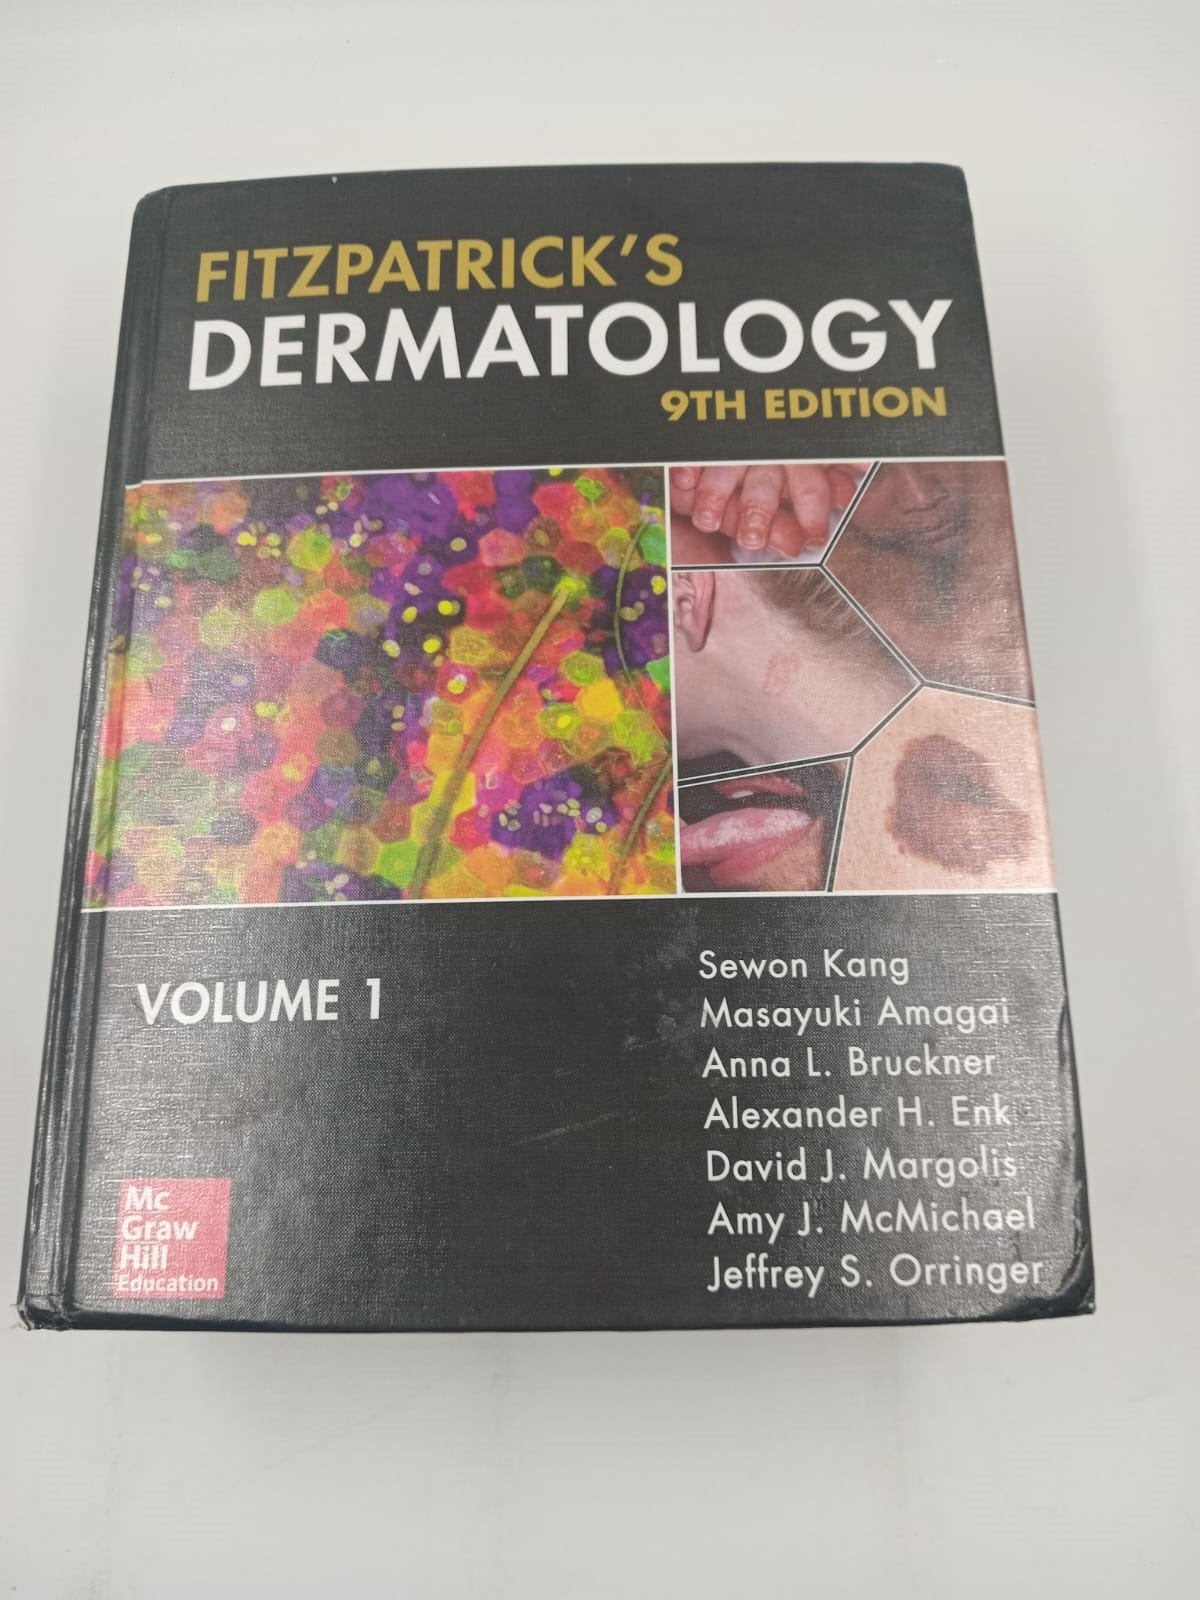 FITZPATRICK'S
DERMATOLOGY
9TH EDITION
VOLUME 1
Sewon Kang
Masayuki Amagai
Anna L. Bruckner
Alexander H. Enk
David J. Margolis
Amy J. McMichael
Jeffrey S. Orringer
Mc
Graw
Hill
Education